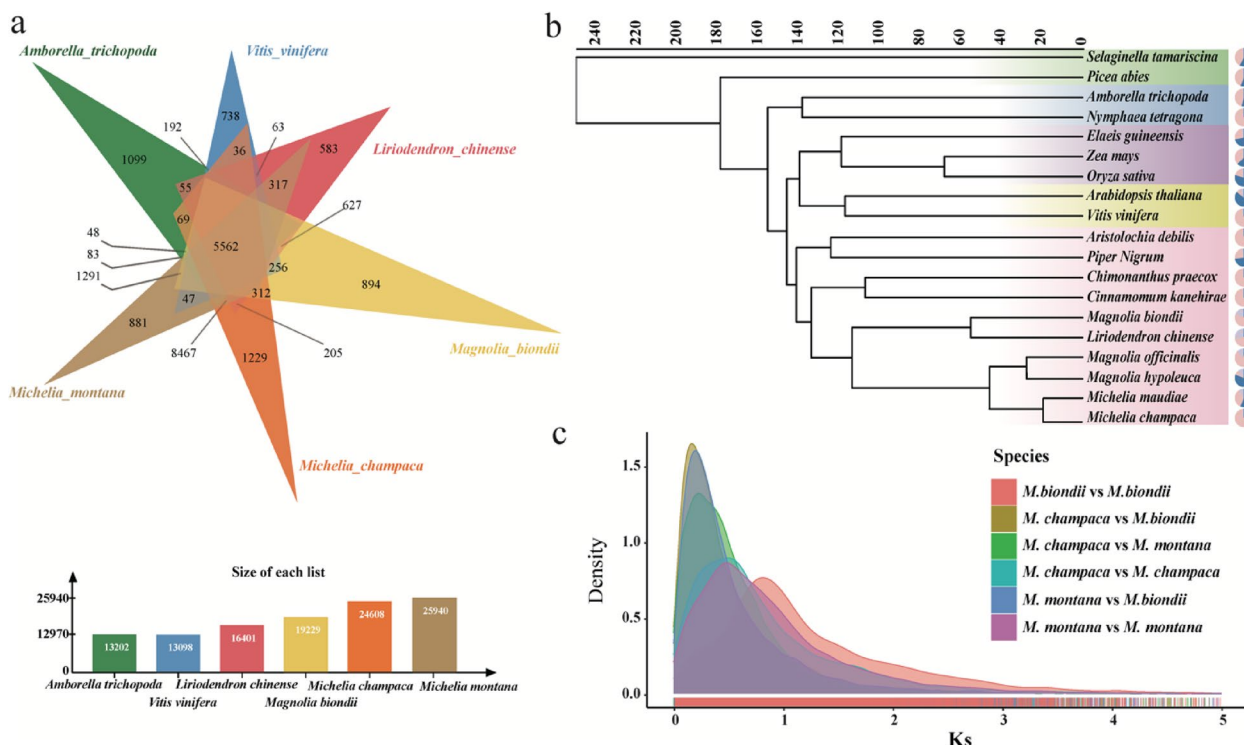 a
Amborella_trichopoda
Vitis_vinifera
Liriodendron_chinense
Magnolia_biondii
Michelia_champaca
Michelia_montana
738
192
36
63
583
1099
317
55
627
69
48
5562
83
256
1291
894
312
47
881
8467
205
1229
Size of each list
25940
12970
0
13202
13098
16401
19229
24608
25940
Amborella trichopoda
Vitis vinifera
Liriodendron chinense
Magnolia biondii
Michelia champaca
Michelia montana
b
240
220
200
180
160
140
120
100
80
60
40
20
0
Selaginella tamariscina
Picea abies
Amborella trichopoda
Nymphaea tetragona
Elaeis guineensis
Zea mays
Oryza sativa
Arabidopsis thaliana
Vitis vinifera
Aristolochia debilis
Piper Nigrum
Chimonanthus praecox
Cinnamomum kanehirae
Magnolia biondii
Liriodendron chinense
Magnolia officinalis
Magnolia hypoleuca
Michelia maudiae
Michelia champaca
c
Density
1.5
1.0
0.5
0.0
0
1
2
3
4
5
Ks
Species
M.biondii vs M.biondii
M. champaca vs M.biondii
M. champaca vs M. montana
M. champaca vs M. champaca
M. montana vs M.biondii
M. montana vs M. montana